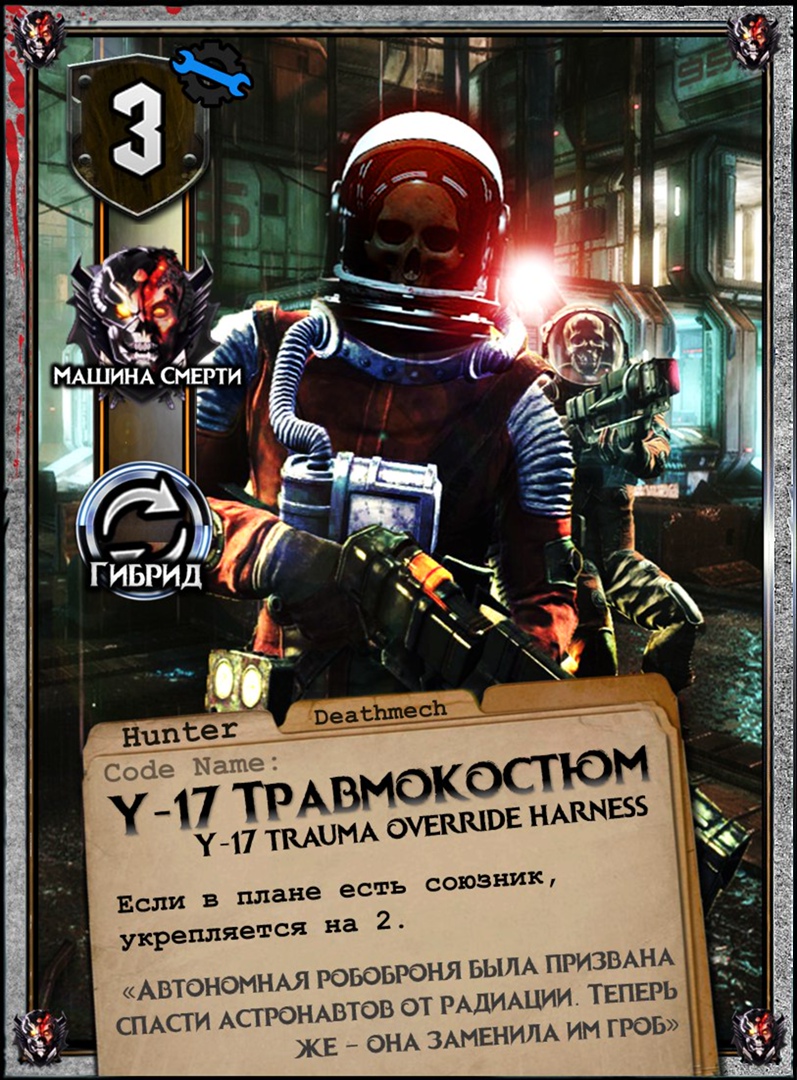 3
Машина Смерти
Гибрид
Hunter
Deathmech
Code Name:
Y-17 Травмокостюм
Y-17 TRAUMA OVERRIDE HARNESS
Если в плане есть союзник,
укрепляется на 2.
«Автономная роброня была призвана
спасти астронавтов от радиации. Теперь
же – она заменила им гроб»